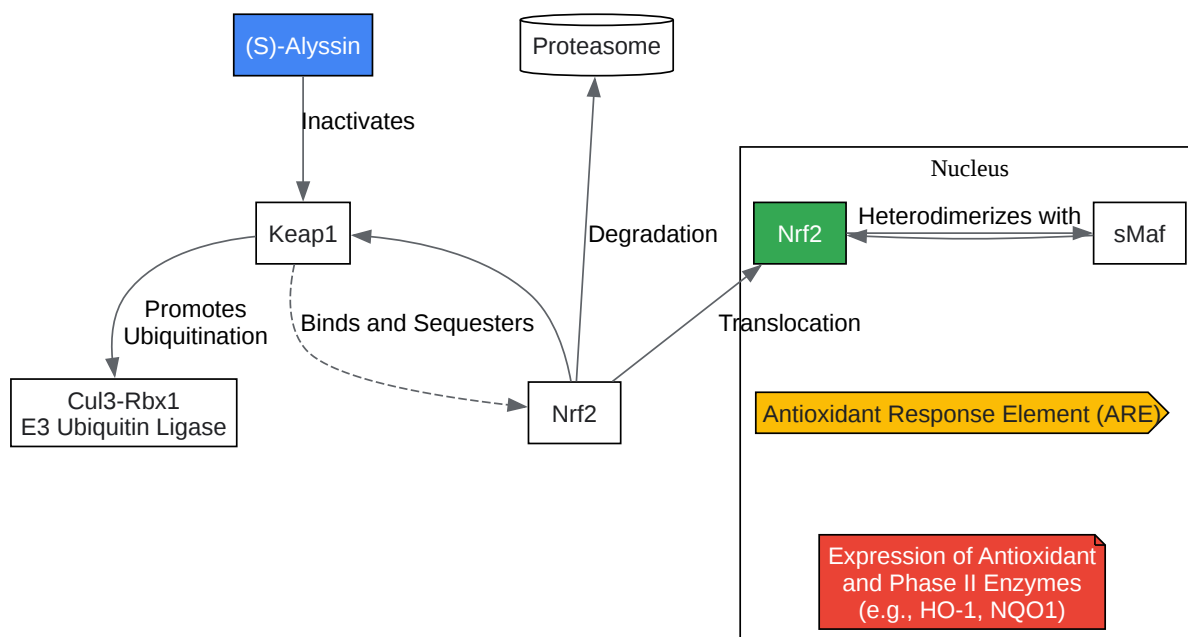 (S)-Alyssin
Proteasome
Inactivates
Nucleus
Keap1
Degradation
Nrf2
Heterodimerizes with
sMaf
Promotes
Ubiquitination
Binds and Sequesters
Translocation
Cul3-Rbx1
E3 Ubiquitin Ligase
Nrf2
Antioxidant Response Element (ARE)
Expression of Antioxidant
and Phase II Enzymes
(e.g., HO-1, NQO1)